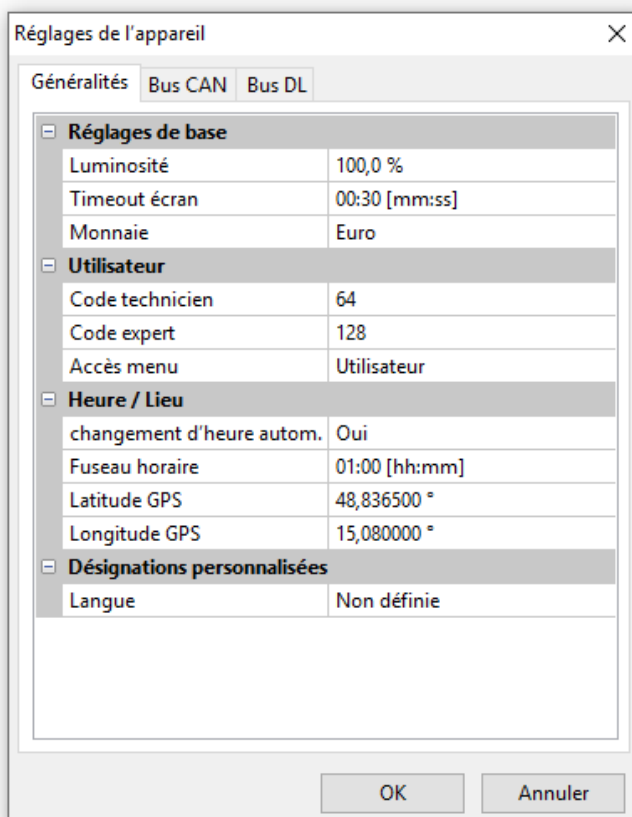 Réglages de l'appareil
Généralités Bus CAN Bus DL
Réglages de base
Luminosité 100,0 %
Timeout écran 00:30 [mm:ss]
Monnaie Euro
Utilisateur
Code technicien 64
Code expert 128
Accès menu Utilisateur
Heure / Lieu
changement d'heure autom. Oui
Fuseau horaire 01:00 [hh:mm]
Latitude GPS 48,836500 °
Longitude GPS 15,080000 °
Désignations personnalisées
Langue Non définie
OK Annuler